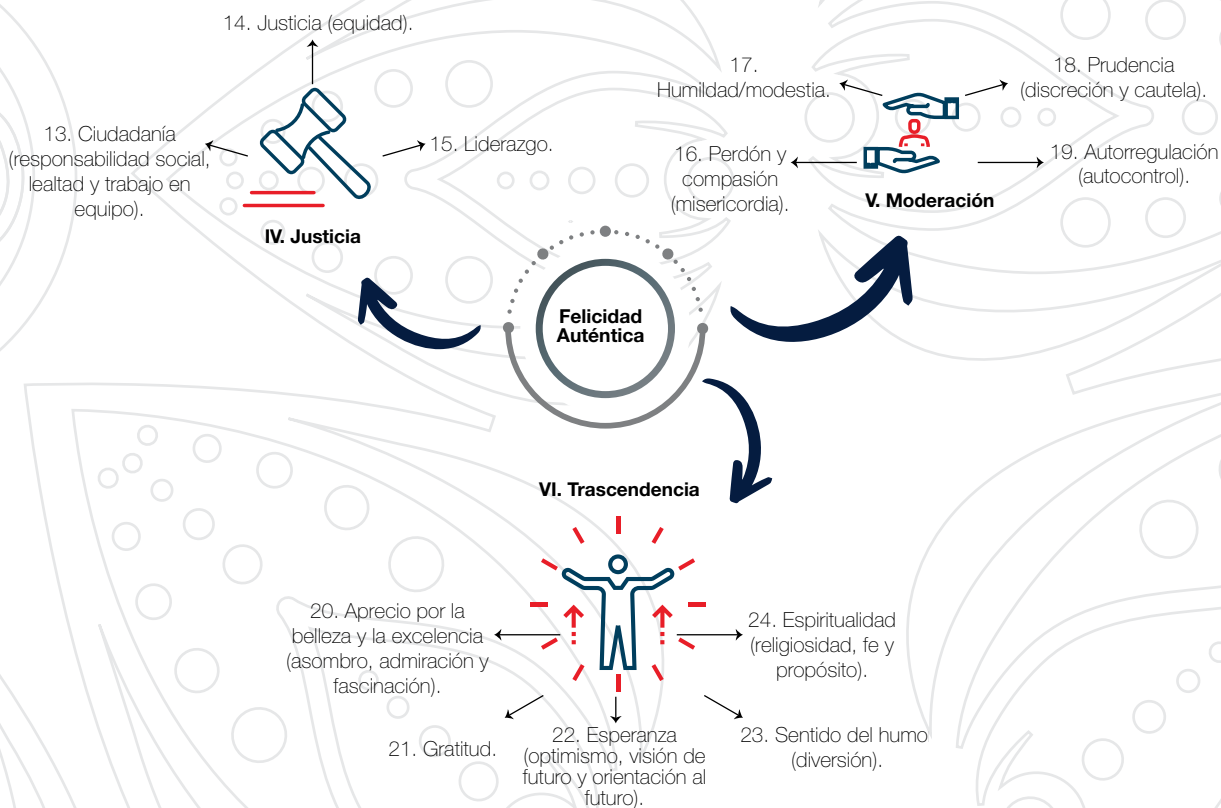 14. Justicia (equidad).
13. Ciudadanía
(responsabilidad social,
lealtad y trabajo en
equipo).
15. Liderazgo.
IV. Justicia
17.
Humildad/modestia.
18. Prudencia
(discreción y cautela).
16. Perdón y
compasión
(misericordia).
19. Autorregulación
(autocontrol).
V. Moderación
Felicidad
Auténtica
VI. Trascendencia
20. Aprecio por la
belleza y la excelencia
(asombro, admiración y
fascinación).
24. Espiritualidad
(religiosidad, fe y
propósito).
21. Gratitud.
22. Esperanza
(optimismo, visión de
futuro y orientación al
futuro).
23. Sentido del humo
(diversión).